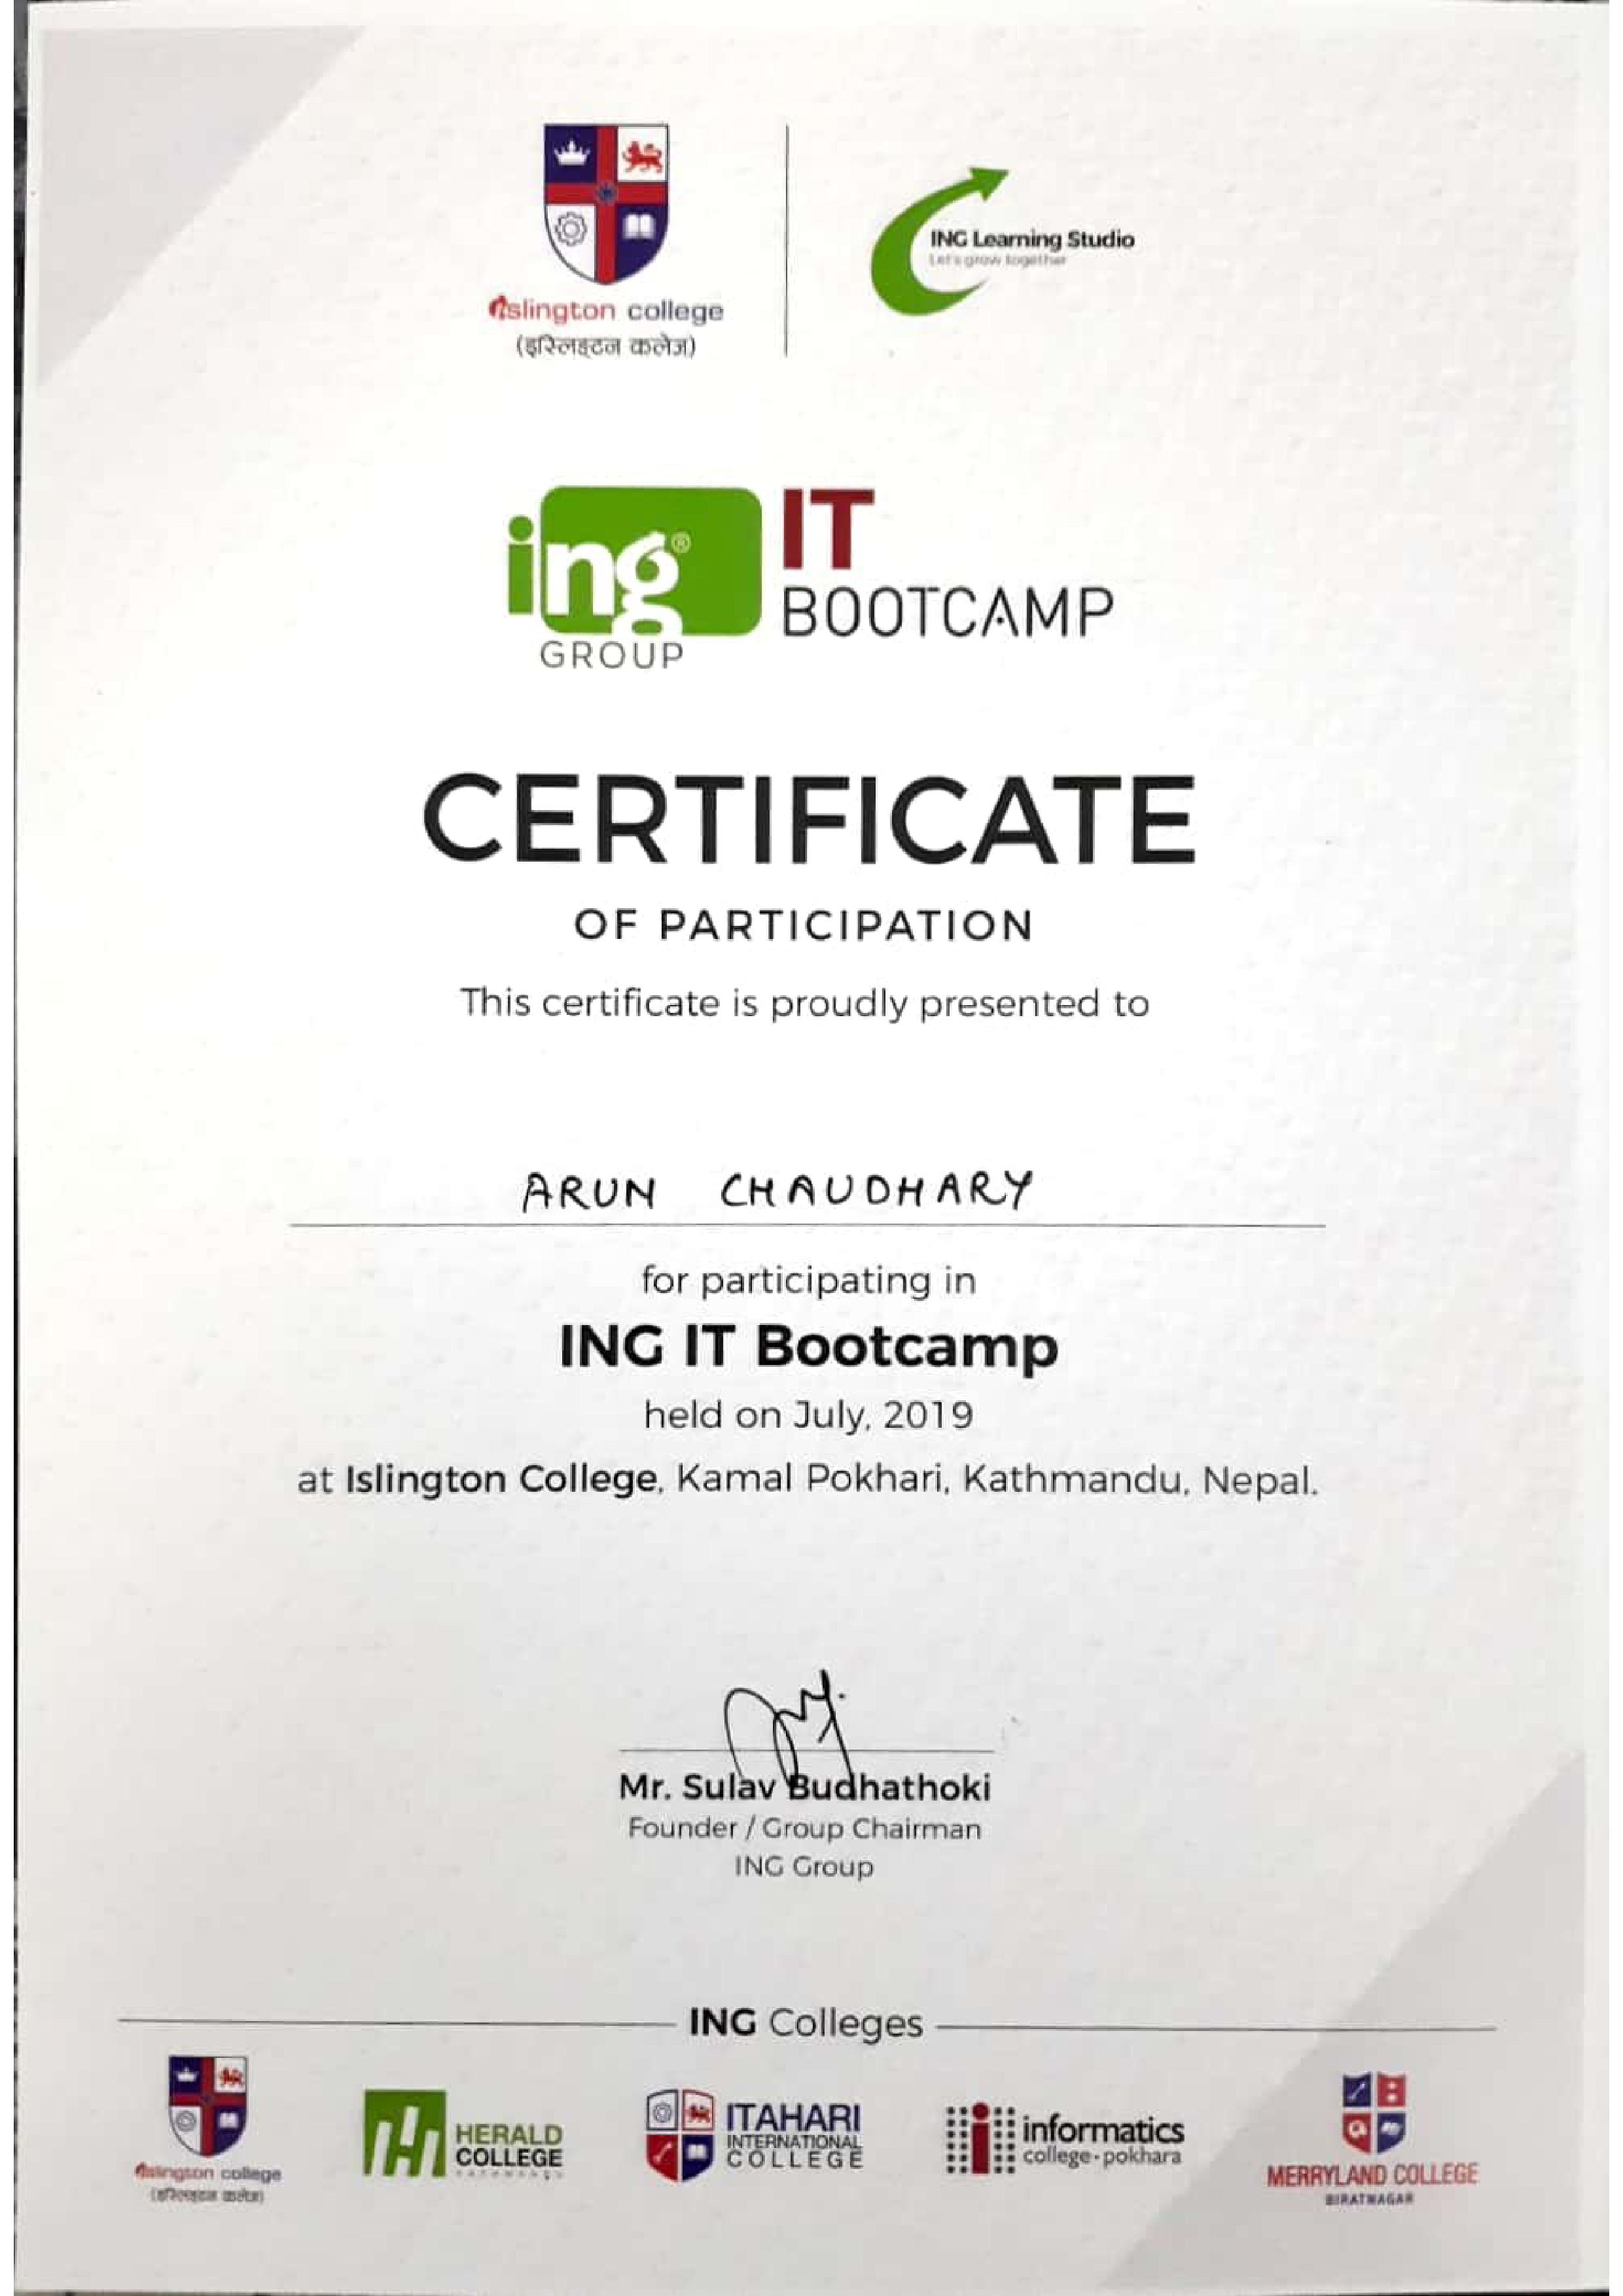 islington college
(इस्लिङ्टन कलेज)
ING Learning Studio
Let's grow together
ing®
GROUP
IT
BOOTCAMP
CERTIFICATE
OF PARTICIPATION
This certificate is proudly presented to
ARUN CHAUDHARY
for participating in
ING IT Bootcamp
held on July, 2019
at Islington College, Kamal Pokhari, Kathmandu, Nepal.
Mr. Sulav Budhathoki
Founder / Group Chairman
ING Group
ING Colleges
islington college
(इस्लिङ्टन कलेज)
HERALD
COLLEGE
KATHMANDU
ITAHARI
INTERNATIONAL
COLLEGE
informatics
college-pokhara
MERRYLAND COLLEGE
BIRATNAGAR